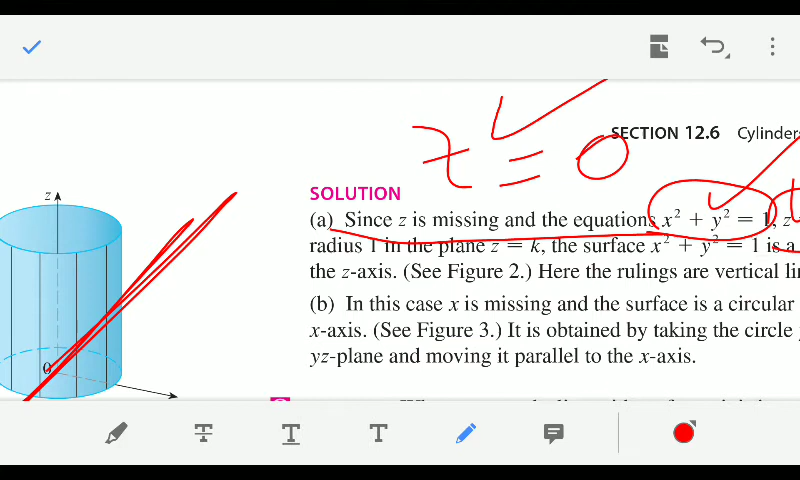 z = 0
SECTION 12.6 Cylinders
z
SOLUTION
(a) Since z is missing and the equations x² + y² = 1, z
radius 1 in the plane z = k, the surface x² + y² = 1 is a
the z-axis. (See Figure 2.) Here the rulings are vertical
(b) In this case x is missing and the surface is a circular
x-axis. (See Figure 3.) It is obtained by taking the circle
0
yz-plane and moving it parallel to the x-axis.
T T T